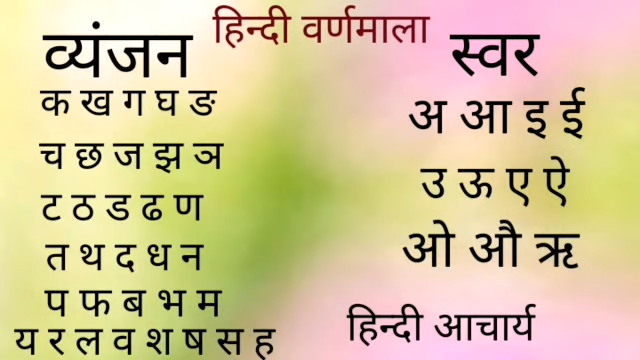 हिन्दी वर्णमाला
व्यंजन
क ख ग घ ङ
च छ ज झ ञ
ट ठ ड ढ ण
त थ द ध न
प फ ब भ म
य र ल व श ष स ह
स्वर
अ आ इ ई
उ ऊ ए ऐ
ओ औ ऋ
हिन्दी आचार्य